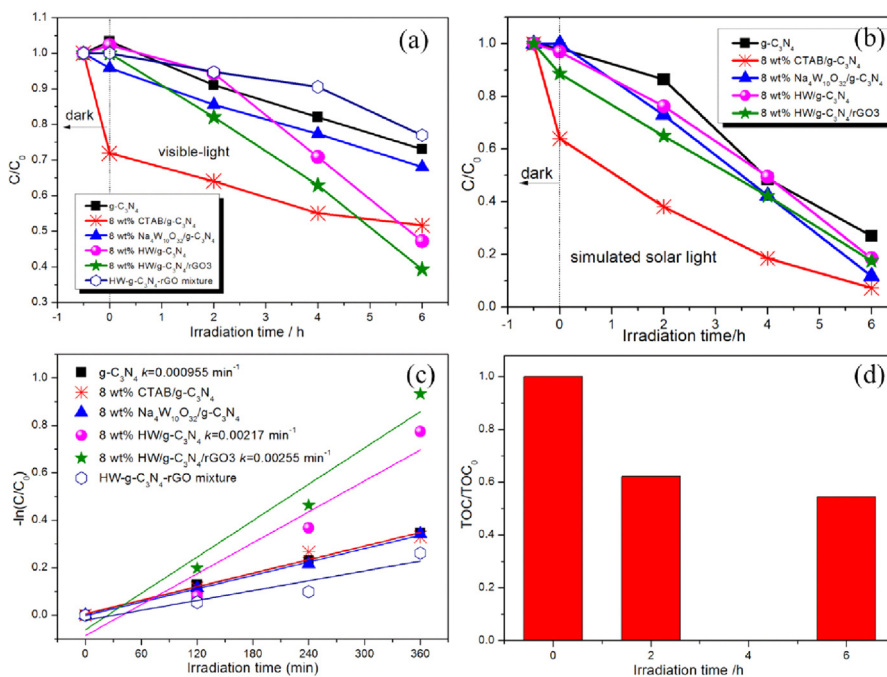 (a)
C/C0
1.1
1.0
0.9
0.8
0.7
0.6
0.5
0.4
0.3
dark
visible-light
g-C3N4
8 wt% CTAB/g-C3N4
8 wt% Na4W10O32/g-C3N4
8 wt% HW/g-C3N4
8 wt% HW/g-C3N4/rGO3
HW-g-C3N4-rGO mixture
-1 0 1 2 3 4 5 6
Irradiation time / h
(b)
C/C0
1.0
0.8
0.6
0.4
0.2
0.0
g-C3N4
8 wt% CTAB/g-C3N4
8 wt% Na4W10O32/g-C3N4
8 wt% HW/g-C3N4
8 wt% HW/g-C3N4/rGO3
dark
simulated solar light
-1 0 1 2 3 4 5 6
Irradiation time/h
(c)
-ln(C/C0)
1.0
0.8
0.6
0.4
0.2
0.0
g-C3N4 k=0.000955 min-1
8 wt% CTAB/g-C3N4
8 wt% Na4W10O32/g-C3N4
8 wt% HW/g-C3N4 k=0.00217 min-1
8 wt% HW/g-C3N4/rGO3 k=0.00255 min-1
HW-g-C3N4-rGO mixture
0 60 120 180 240 300 360
Irradiation time (min)
(d)
TOC/TOC0
1.0
0.8
0.6
0.4
0.2
0.0
0 2 4 6
Irradiation time /h